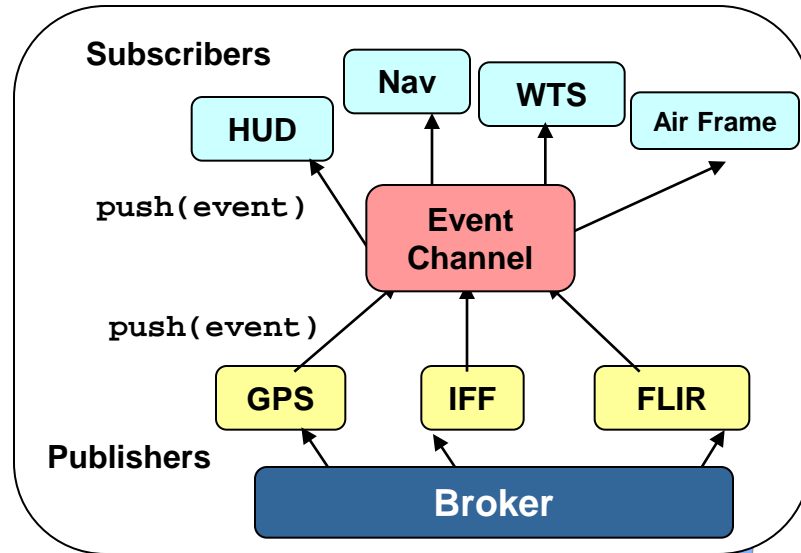 Subscribers
Nav
WTS
HUD
Air Frame
push(event)
Event
Channel
push(event)
GPS
IFF
FLIR
Publishers
Broker